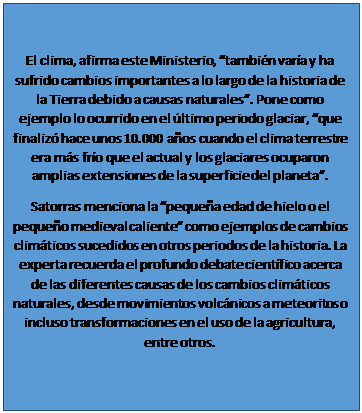 El clima, afirma este Ministerio, "también varía y ha
sufrido cambios importantes a lo largo de la historia de
la Tierra debido a causas naturales". Pone como
ejemplo lo ocurrido en el último periodo glaciar, "que
finalizó hace unos 10.000 años cuando el clima terrestre
era más frío que el actual y los glaciares ocuparon
amplias extensiones de la superficie del planeta".
Satorras menciona la "pequeña edad de hielo o el
pequeño medieval caliente" como ejemplos de cambios
climáticos sucedidos en otros periodos de la historia. La
experta recuerda el profundo debate científico acerca
de las diferentes causas de los cambios climáticos
naturales, desde movimientos volcánicos a meteoritos o
incluso transformaciones en el uso de la agricultura,
entre otros.